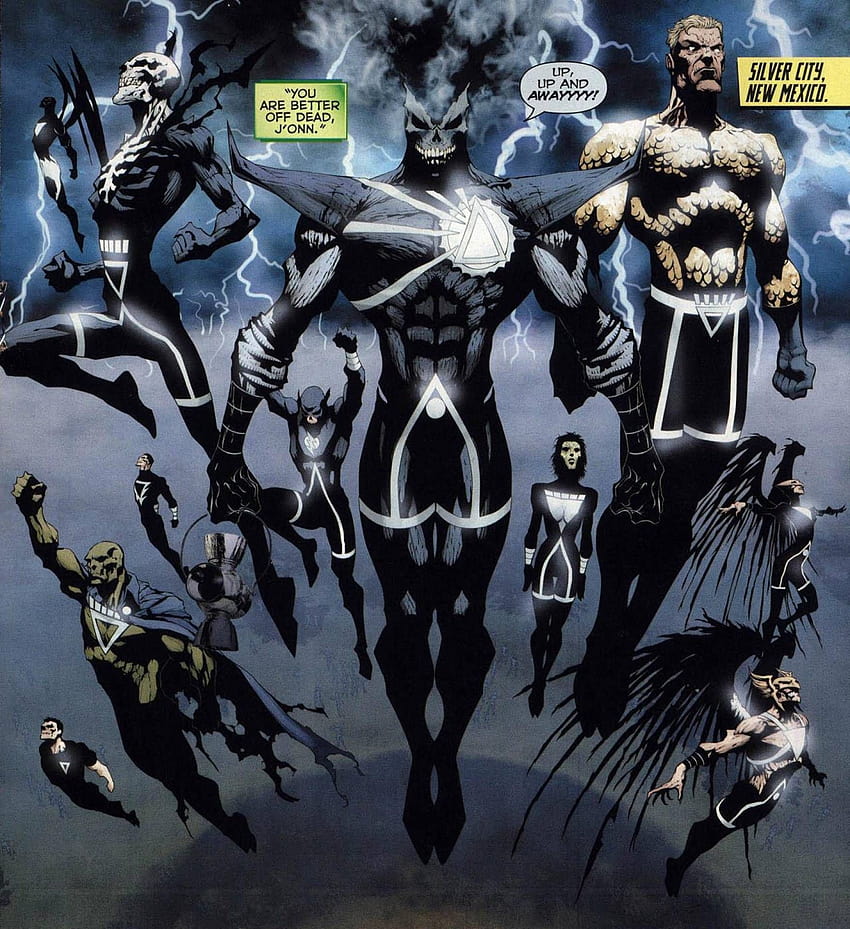 "YOU
ARE BETTER
OFF DEAD,
J'ONN."
UP,
UP AND
AWAYYYY!
SILVER CITY,
NEW MEXICO.